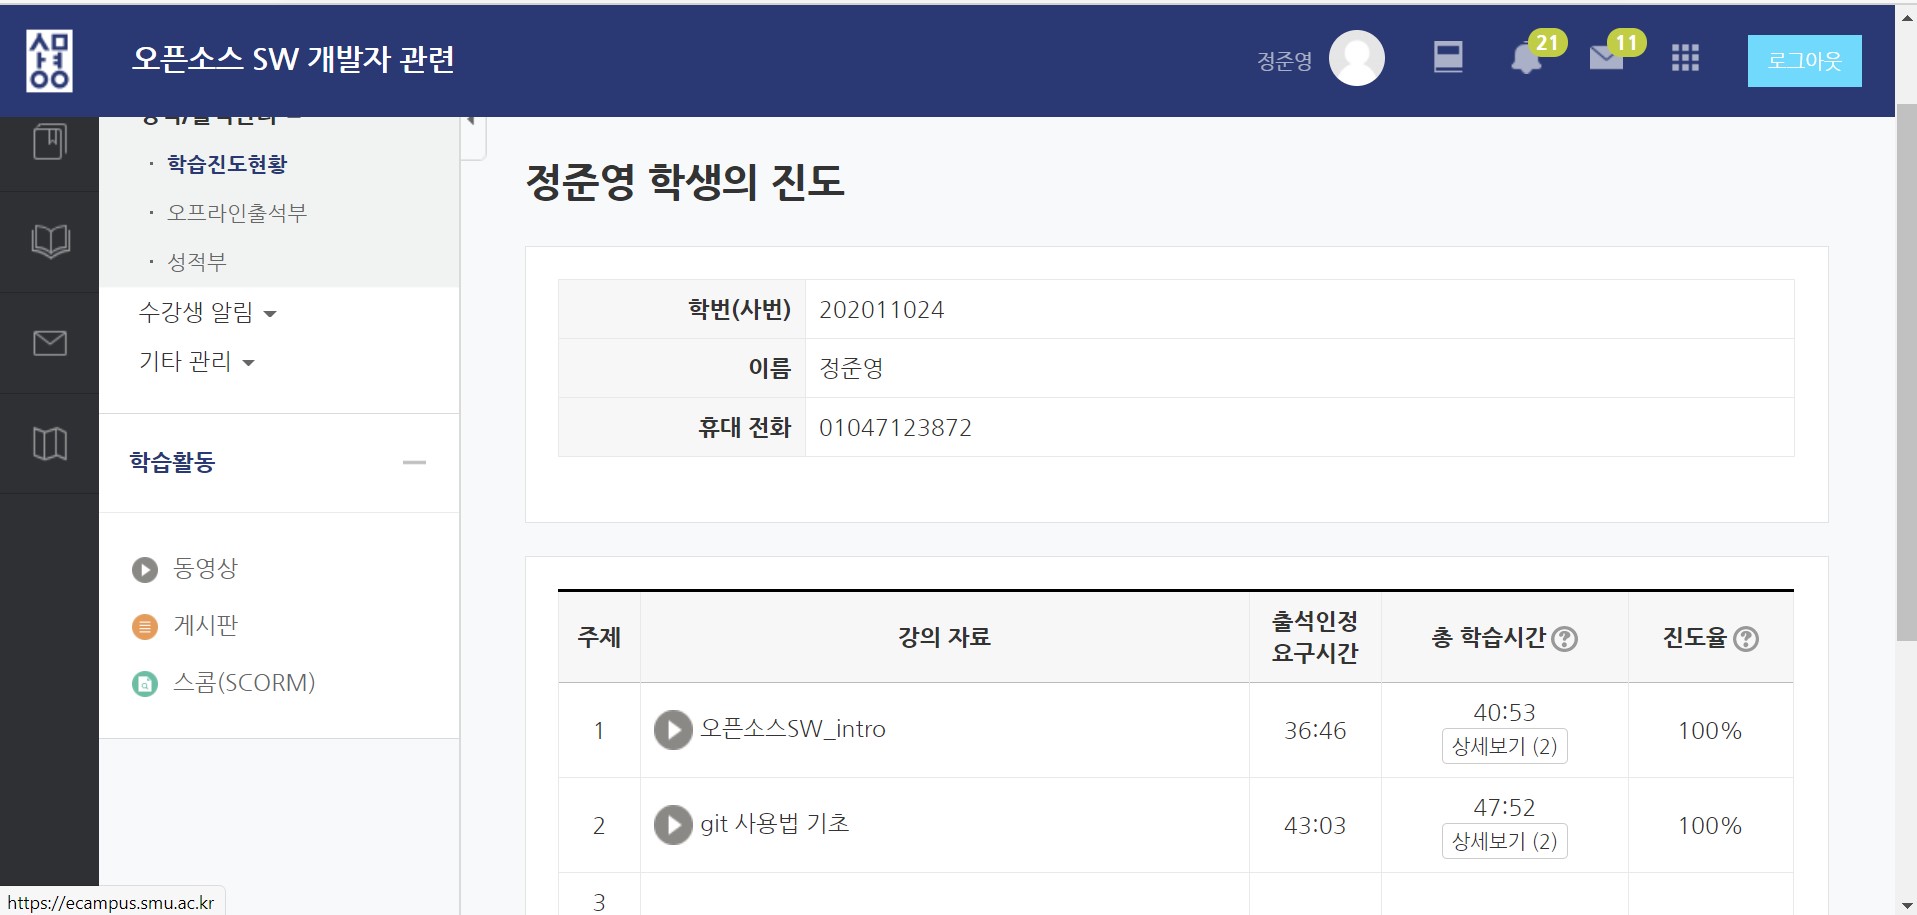 상명
오픈소스 SW 개발자 관련
정준영
21
11
로그아웃
학습진도현황
오프라인출석부
성적부
수강생 알림
기타 관리
학습활동
동영상
게시판
스콤(SCORM)
정준영 학생의 진도
학번(사번) 202011024
이름 정준영
휴대 전화 01047123872
주제 강의 자료 출석인정 요구시간 총 학습시간 ? 진도율 ?
1 오픈소스SW_intro 36:46 40:53 상세보기 (2) 100%
2 git 사용법 기초 43:03 47:52 상세보기 (2) 100%
3
https://ecampus.smu.ac.kr